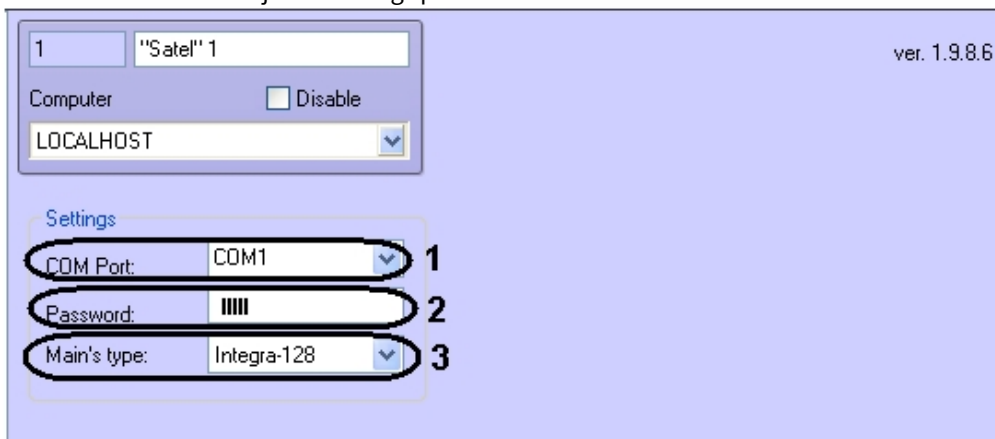 1 "Satel" 1
ver. 1.9.8.6
Computer Disable
LOCALHOST
Settings
COM Port: COM1 1
Password: 2
Main's type: Integra-128 3